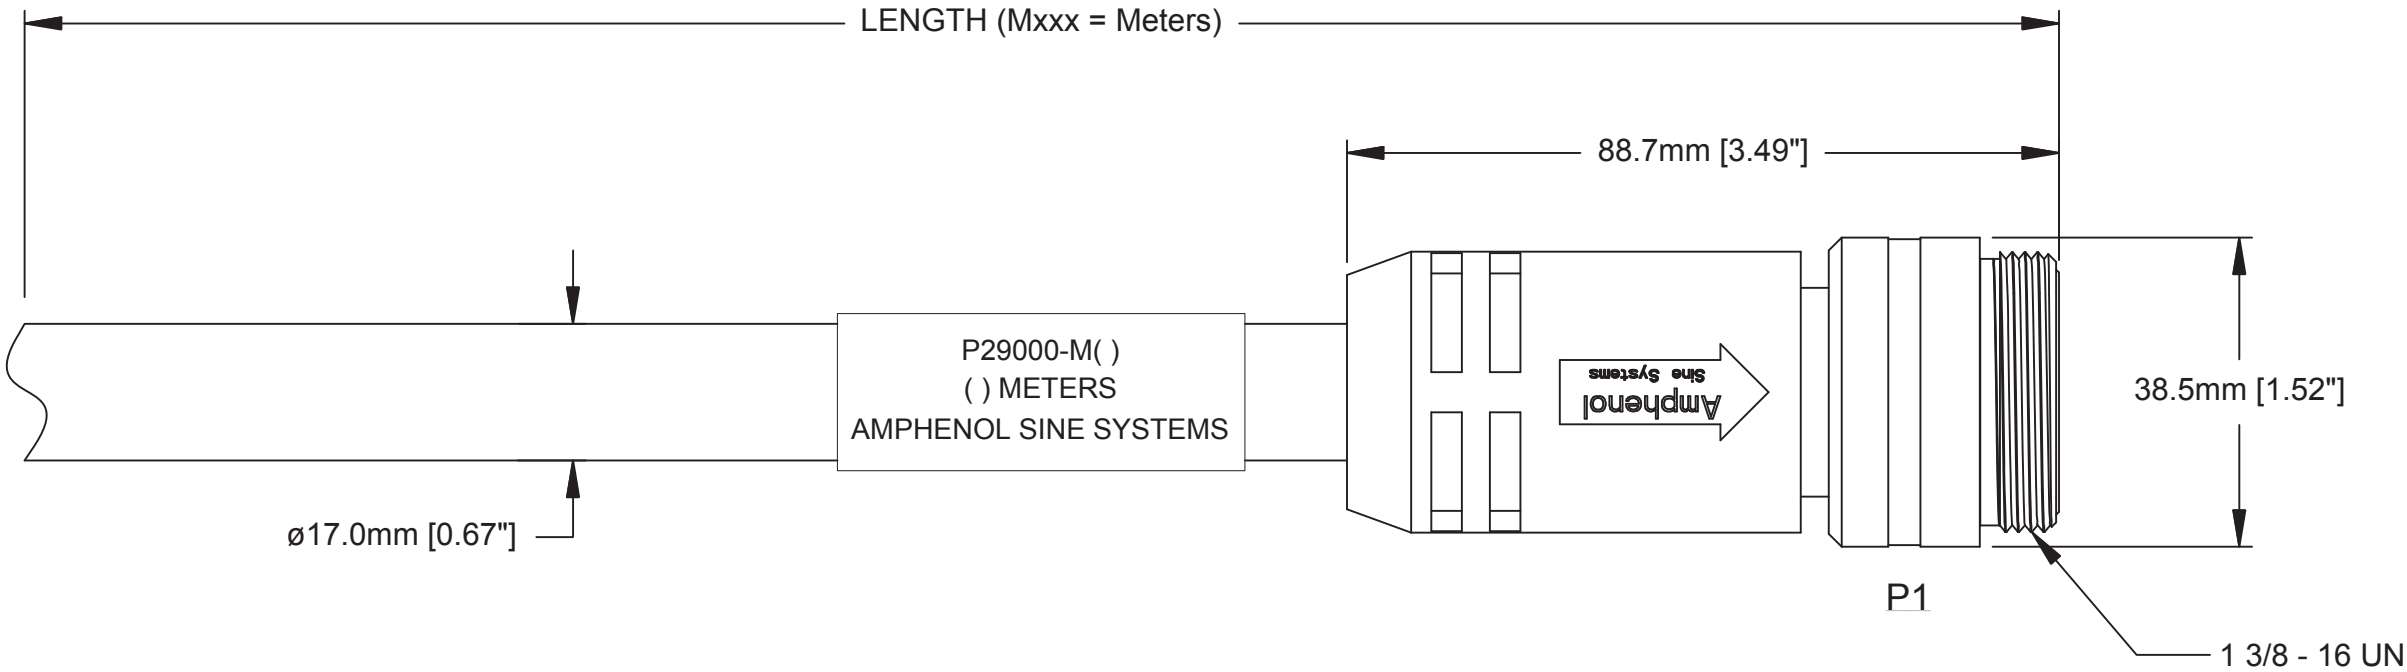 LENGTH (Mxxx = Meters)
88.7mm [3.49"]
P29000-M( )
( ) METERS
AMPHENOL SINE SYSTEMS
Amphenol
Sine Systems
38.5mm [1.52"]
ø17.0mm [0.67"]
P1
1 3/8 - 16 UN